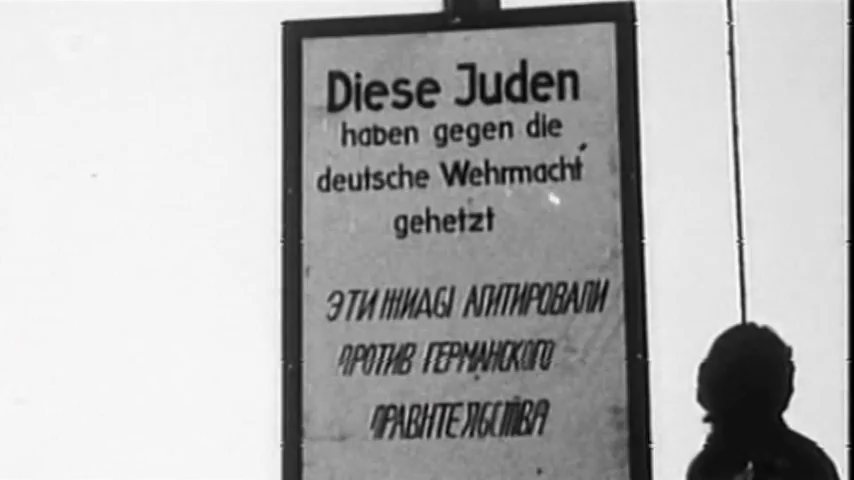 Diese Juden
haben gegen die
deutsche Wehrmacht
gehetzt
ЭТИ ЖИДЫ АГИТИРОВАЛИ
ПРОТИВ ГЕРМАНСКОГО
ПРАВИТЕЛЬСТВА